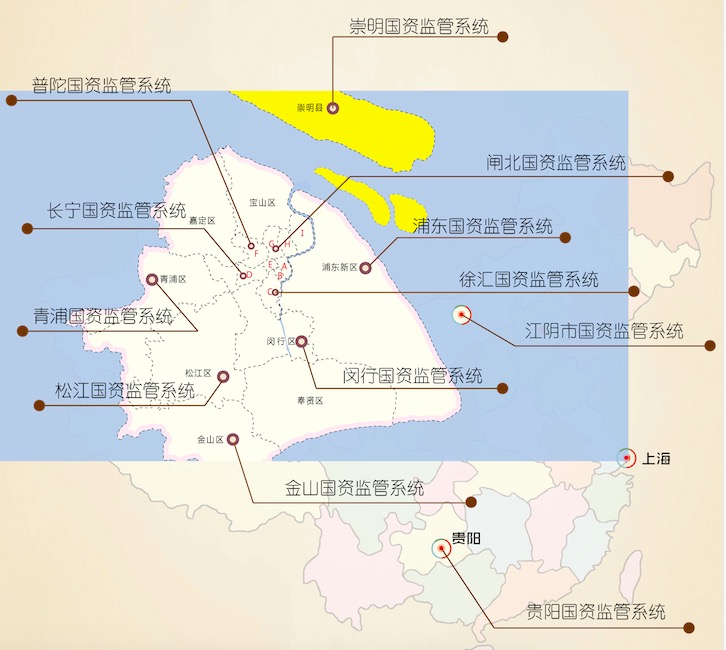 崇明国资监管系统
普陀国资监管系统
崇明县
闸北国资监管系统
宝山区
长宁国资监管系统
嘉定区
浦东国资监管系统
I
G
H
F
浦东新区
E
A
D
B
青浦区
徐汇国资监管系统
C
青浦国资监管系统
江阴市国资监管系统
闵行区
松江区
闵行国资监管系统
松江国资监管系统
奉贤区
金山区
上海
金山国资监管系统
贵阳
贵阳国资监管系统